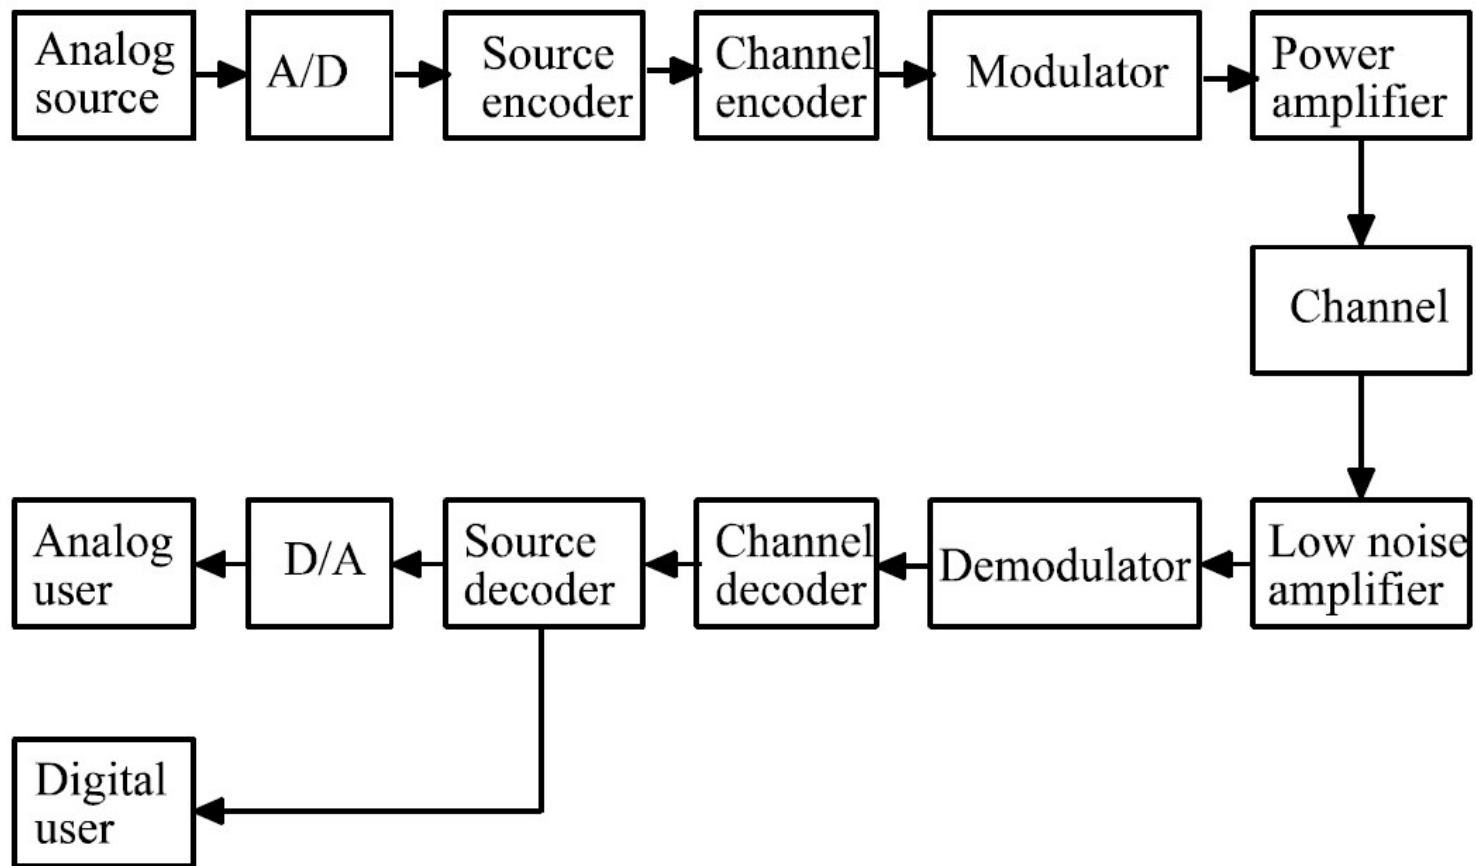 Analog
source
A/D
Source
encoder
Channel
encoder
Modulator
Power
amplifier
Channel
Analog
user
D/A
Source
decoder
Channel
decoder
Demodulator
Low noise
amplifier
Digital
user